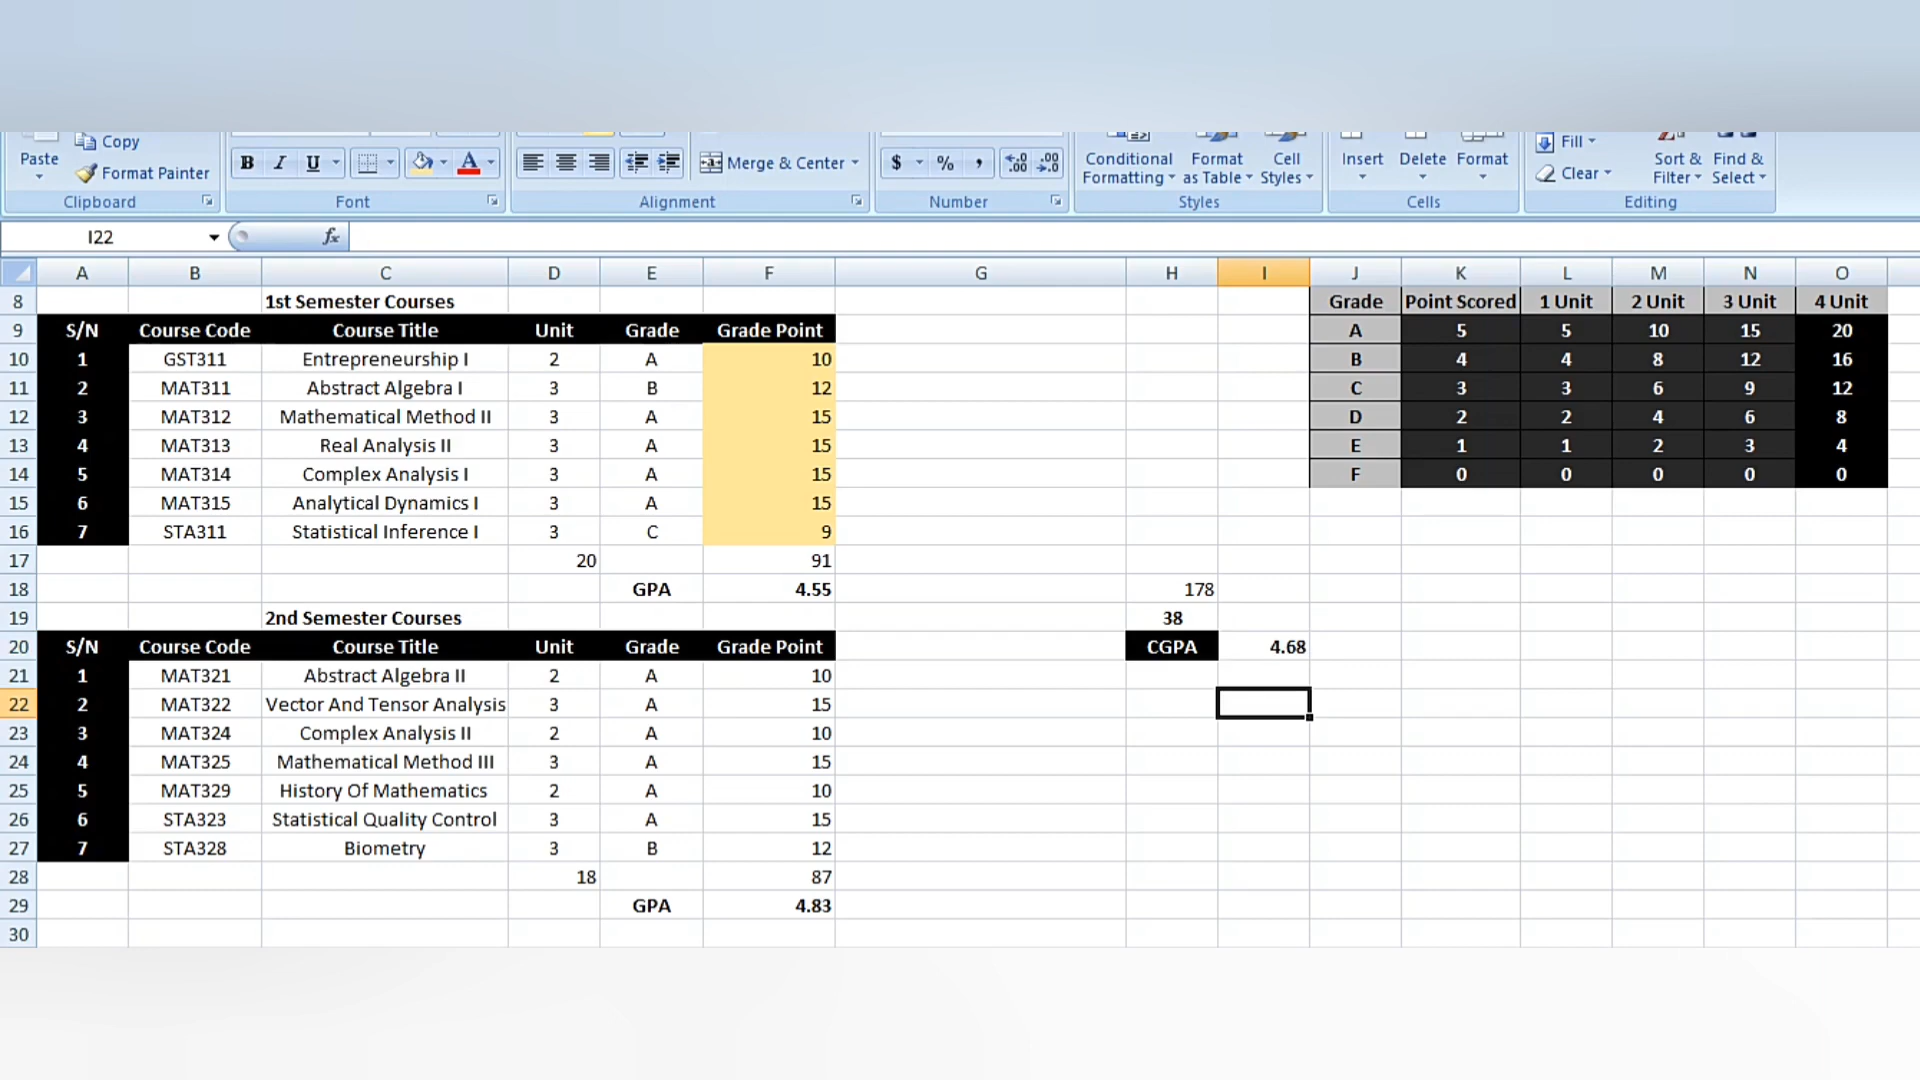 Copy
Paste
Format Painter
Clipboard
B I U A
Font
Merge & Center
Alignment
$ % , .0 .00 .00 .0
Number
Conditional Formatting
Format as Table
Cell Styles
Styles
Insert Delete Format
Cells
Fill
Clear
Sort & Filter
Find & Select
Editing
I22 fx
A B C D E F G H I J K L M N O
8 1st Semester Courses Grade Point Scored 1 Unit 2 Unit 3 Unit 4 Unit
9 S/N Course Code Course Title Unit Grade Grade Point A 5 5 10 15 20
10 1 GST311 Entrepreneurship I 2 A 10 B 4 4 8 12 16
11 2 MAT311 Abstract Algebra I 3 B 12 C 3 3 6 9 12
12 3 MAT312 Mathematical Method II 3 A 15 D 2 2 4 6 8
13 4 MAT313 Real Analysis II 3 A 15 E 1 1 2 3 4
14 5 MAT314 Complex Analysis I 3 A 15 F 0 0 0 0 0
15 6 MAT315 Analytical Dynamics I 3 A 15
16 7 STA311 Statistical Inference I 3 C 9
17 20 91
18 GPA 4.55 178
19 2nd Semester Courses 38
20 S/N Course Code Course Title Unit Grade Grade Point CGPA 4.68
21 1 MAT321 Abstract Algebra II 2 A 10
22 2 MAT322 Vector And Tensor Analysis 3 A 15
23 3 MAT324 Complex Analysis II 2 A 10
24 4 MAT325 Mathematical Method III 3 A 15
25 5 MAT329 History Of Mathematics 2 A 10
26 6 STA323 Statistical Quality Control 3 A 15
27 7 STA328 Biometry 3 B 12
28 18 87
29 GPA 4.83
30